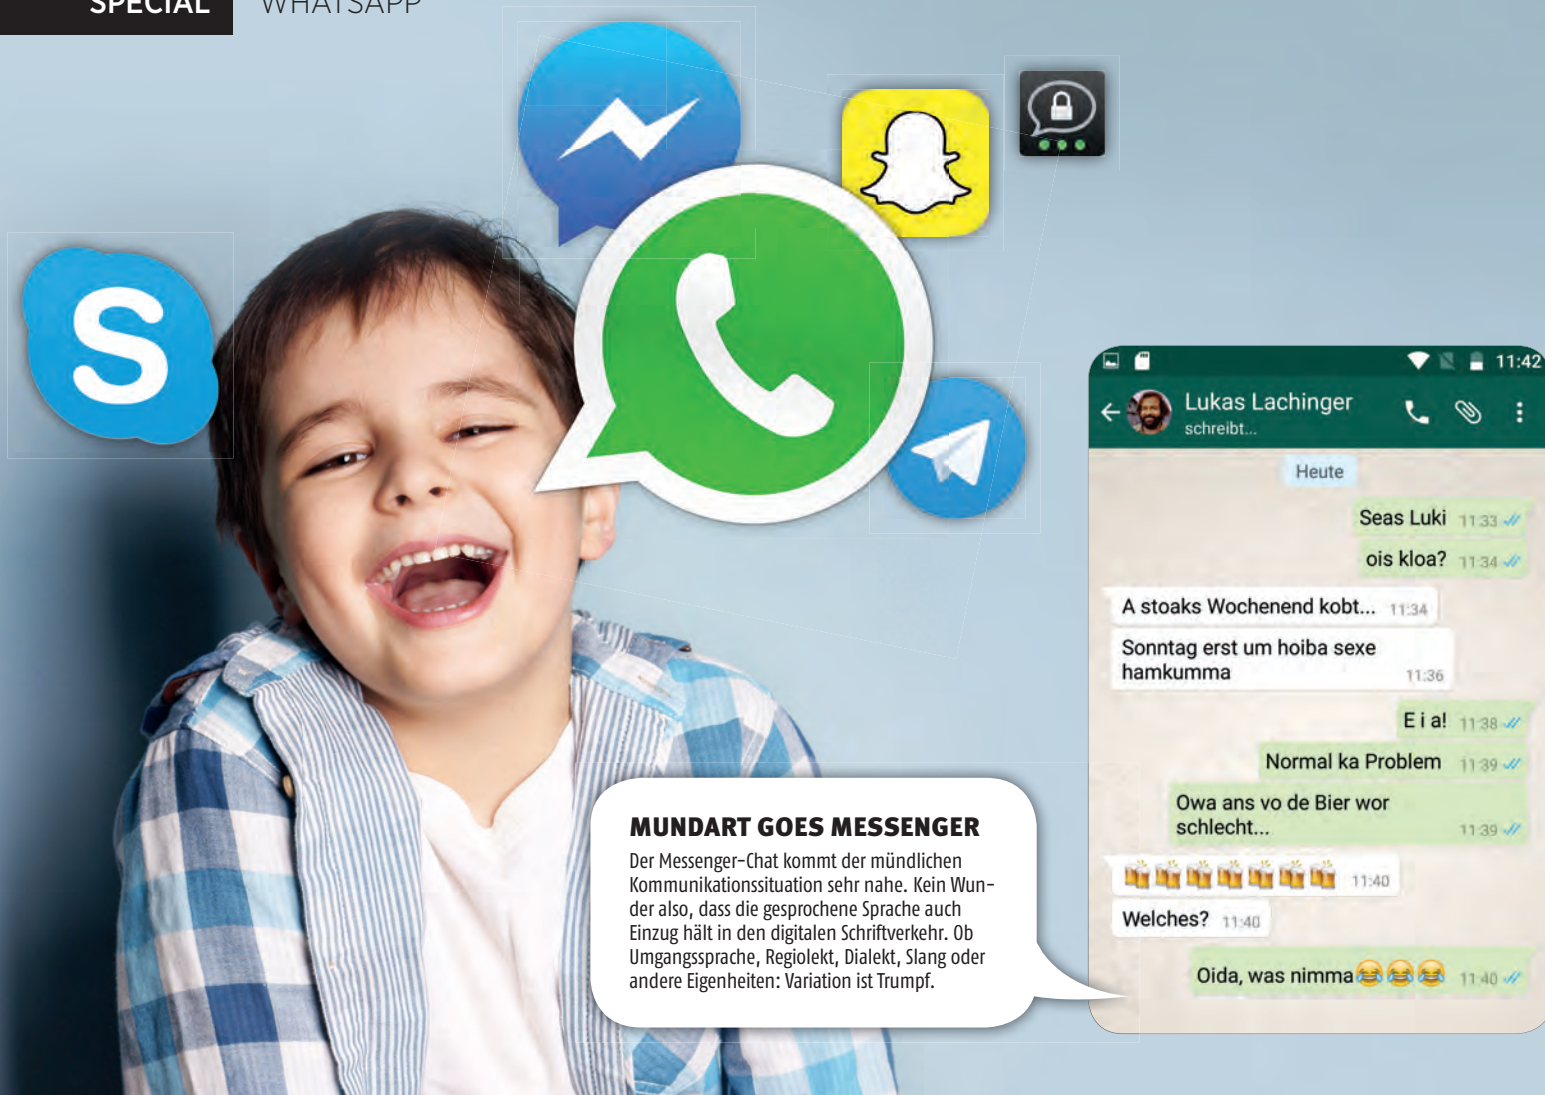 SPECIAL WHATSAPP
S
11:42
Lukas Lachinger
schreibt...
Heute
Seas Luki 11:33
ois kloa? 11:34
A stoaks Wochenend kobt... 11:34
Sonntag erst um hoiba sexe
hamkumma 11:36
E i a! 11:38
Normal ka Problem 11:39
Owa ans vo de Bier wor
schlecht... 11:39
🍻🍻🍻🍻🍻🍻🍻 11:40
Welches? 11:40
Oida, was nimma😂😂😂 11:40
MUNDART GOES MESSENGER
Der Messenger-Chat kommt der mündlichen
Kommunikationssituation sehr nahe. Kein Wun-
der also, dass die gesprochene Sprache auch
Einzug hält in den digitalen Schriftverkehr. Ob
Umgangssprache, Regiolekt, Dialekt, Slang oder
andere Eigenheiten: Variation ist Trumpf.